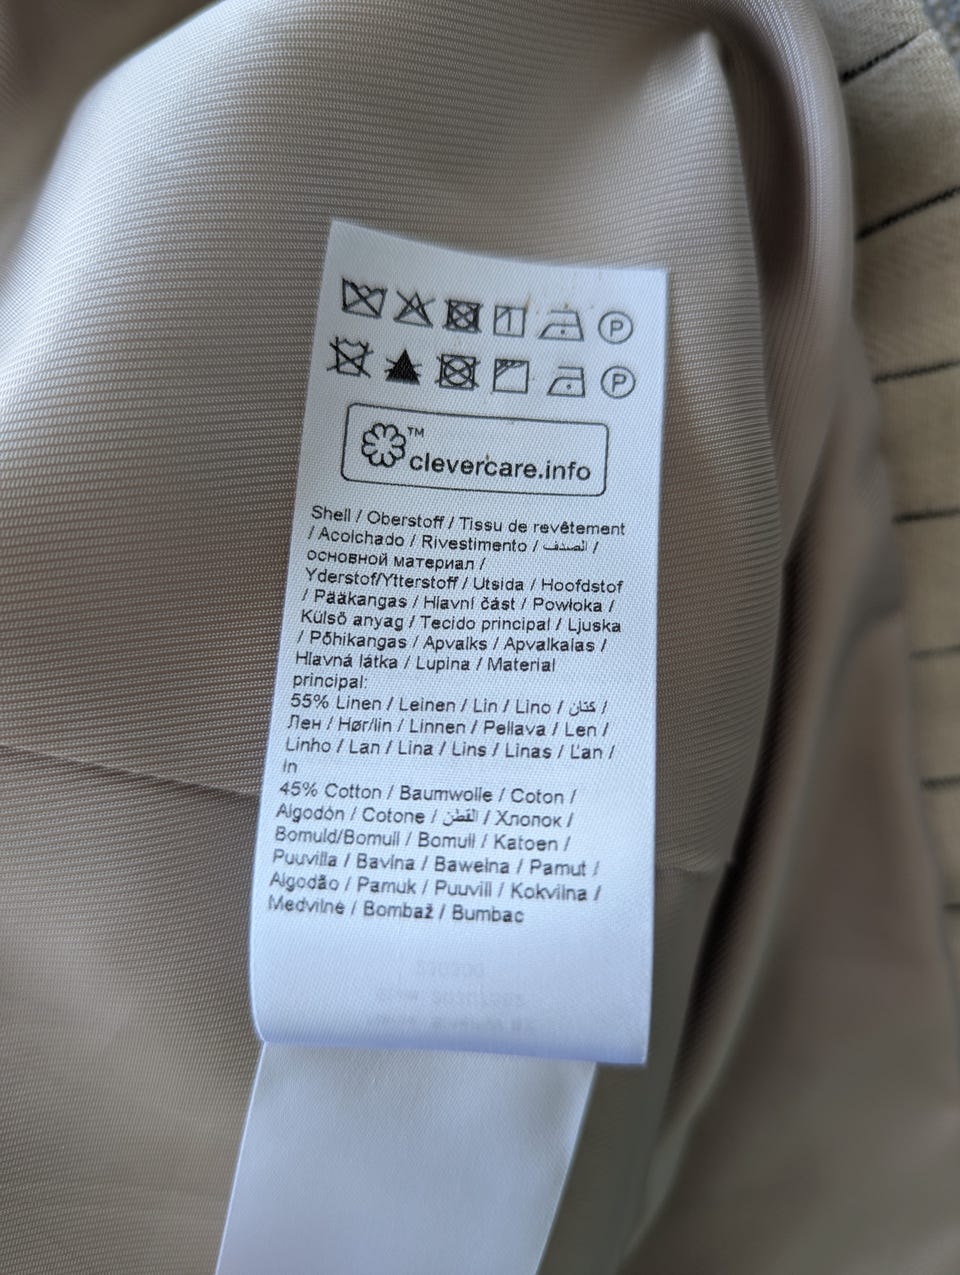 P
P
™
clevercare.info
Shell / Oberstoff / Tissu de revêtement
/ Acolchado / Rivestimento / الصدف /
основной материал /
Yderstof/Ytterstoff / Utsida / Hoofdstof
/ Pääkangas / Hlavní část / Powłoka /
Külső anyag / Tecido principal / Ljuska
/ Põhikangas / Apvalks / Apvalkalas /
Hlavná látka / Lupina / Material
principal:
55% Linen / Leinen / Lin / Lino / كتان /
Лен / Hør/lin / Linnen / Pellava / Len /
Linho / Lan / Lina / Lins / Linas / Ľan /
In
45% Cotton / Baumwolle / Coton /
Algodón / Cotone / القطن / Хлопок /
Bomuld/Bomull / Bomull / Katoen /
Puuvilla / Bavlna / Bawełna / Pamut /
Algodão / Pamuk / Puuvill / Kokvilna /
Medvilnė / Bombaž / Bumbac